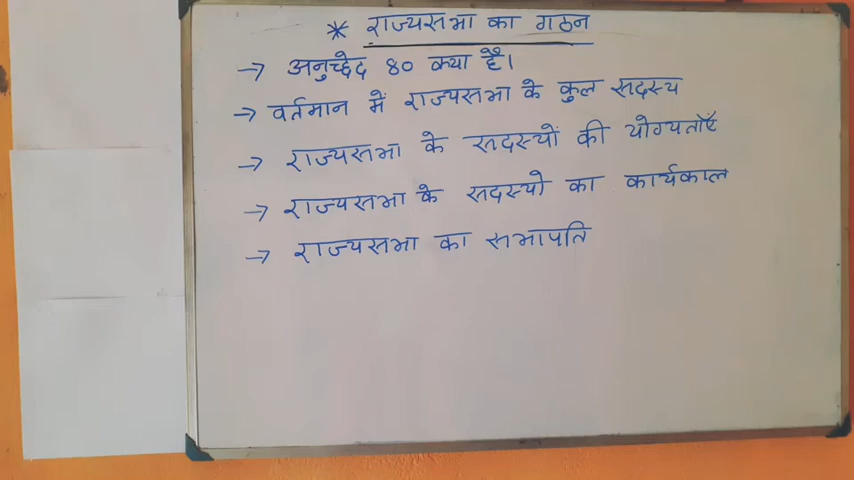 * राज्यसभा का गठन
→ अनुच्छेद 80 क्या है।
→ वर्तमान में राज्यसभा के कुल सदस्य
→ राज्यसभा के सदस्यों की योग्यताएँ
→ राज्यसभा के सदस्यो का कार्यकाल
→ राज्यसभा का सभापति